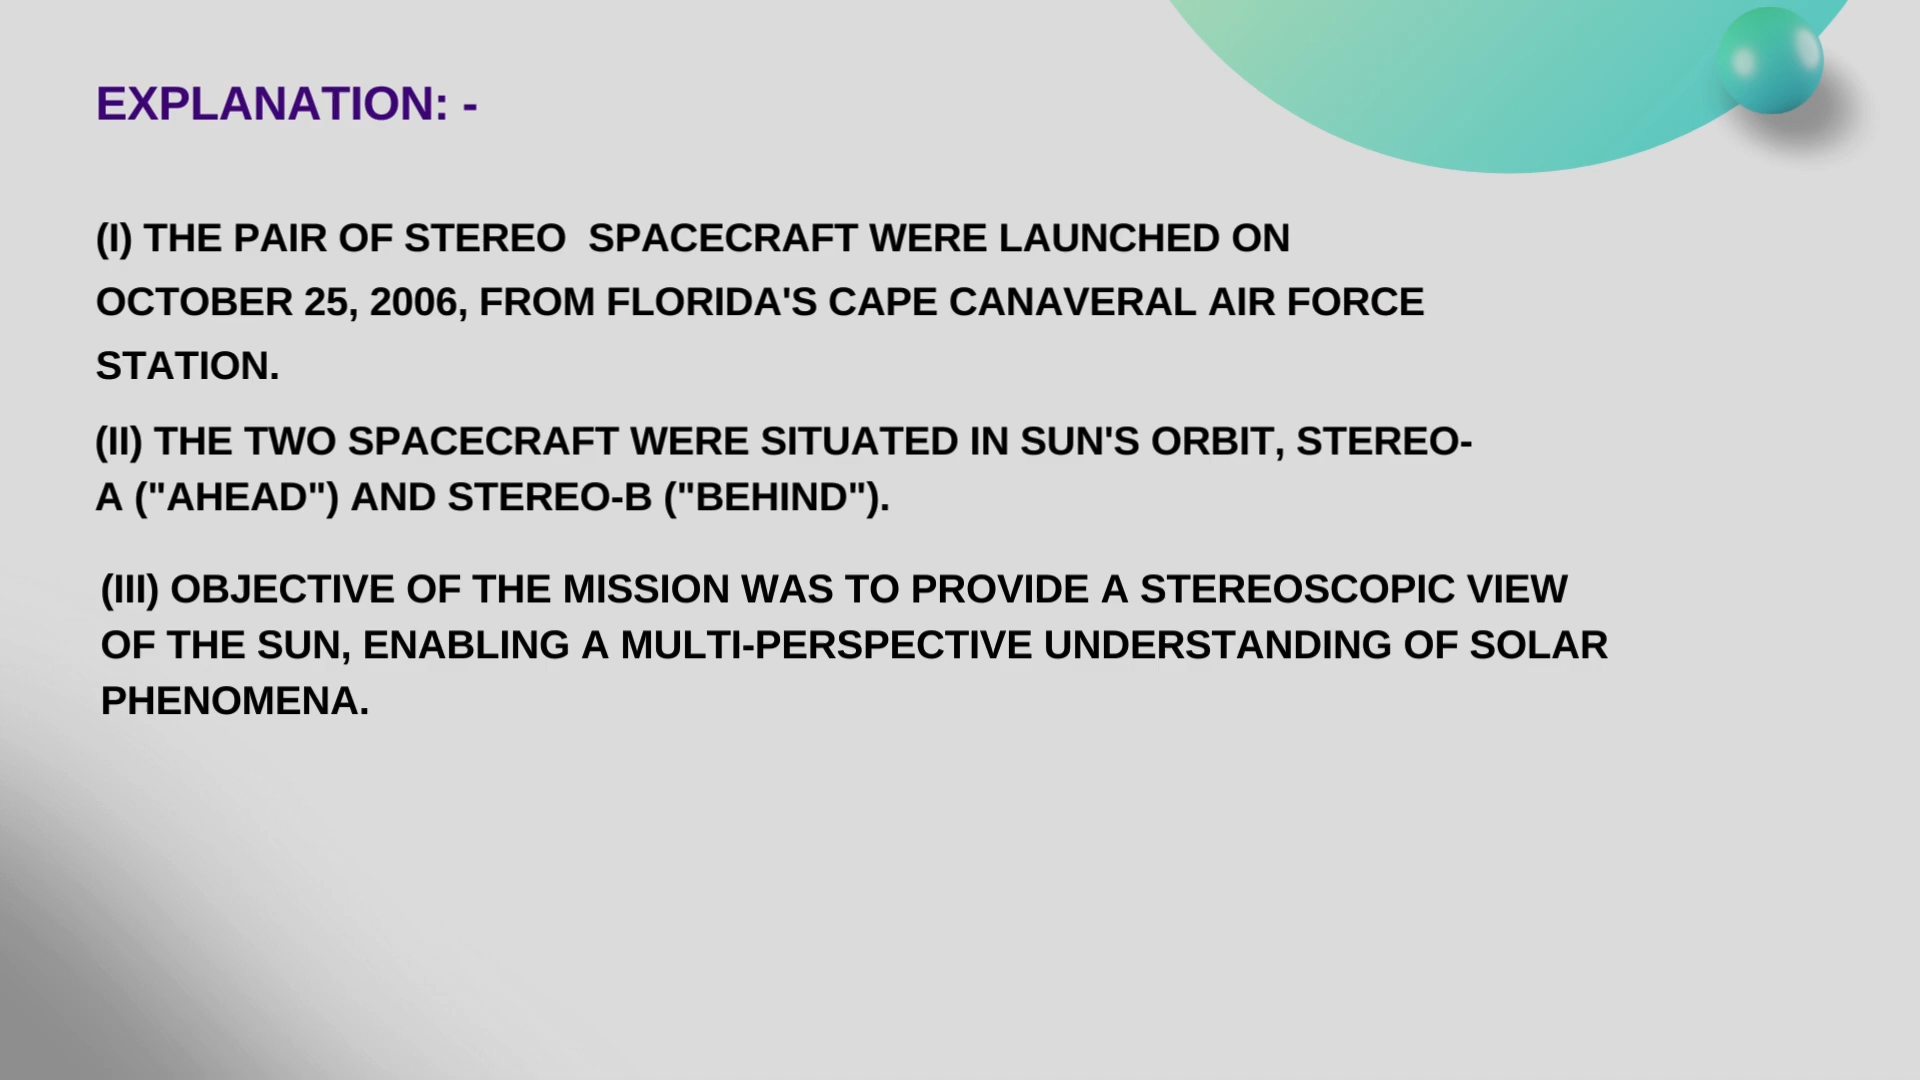 EXPLANATION: -
(I) THE PAIR OF STEREO  SPACECRAFT WERE LAUNCHED ON
OCTOBER 25, 2006, FROM FLORIDA'S CAPE CANAVERAL AIR FORCE
STATION.
(II) THE TWO SPACECRAFT WERE SITUATED IN SUN'S ORBIT, STEREO-
A ("AHEAD") AND STEREO-B ("BEHIND").
(III) OBJECTIVE OF THE MISSION WAS TO PROVIDE A STEREOSCOPIC VIEW
OF THE SUN, ENABLING A MULTI-PERSPECTIVE UNDERSTANDING OF SOLAR
PHENOMENA.